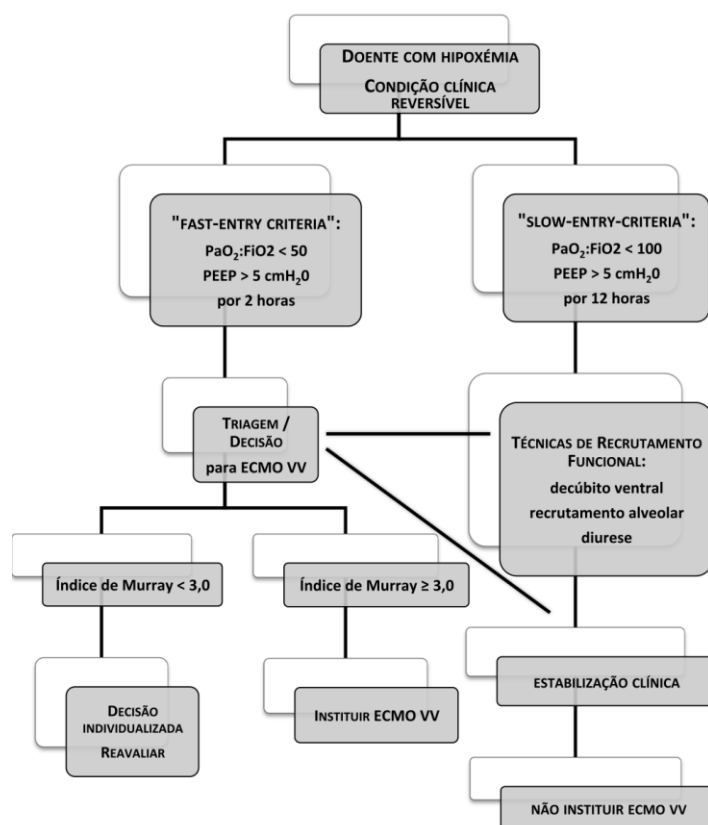 DOENTE COM HIPOXÉMIA
CONDIÇÃO CLÍNICA
REVERSÍVEL
"FAST-ENTRY CRITERIA":
PaO₂:FiO2 < 50
PEEP > 5 cmH₂0
por 2 horas
"SLOW-ENTRY-CRITERIA":
PaO₂:FiO2 < 100
PEEP > 5 cmH₂0
por 12 horas
TRIAGEM /
DECISÃO
para ECMO VV
TÉCNICAS DE RECRUTAMENTO
FUNCIONAL:
decúbito ventral
recrutamento alveolar
diurese
Índice de Murray < 3,0
Índice de Murray ≥ 3,0
DECISÃO
INDIVIDUALIZADA
REAVALIAR
INSTITUIR ECMO VV
ESTABILIZAÇÃO CLÍNICA
NÃO INSTITUIR ECMO VV